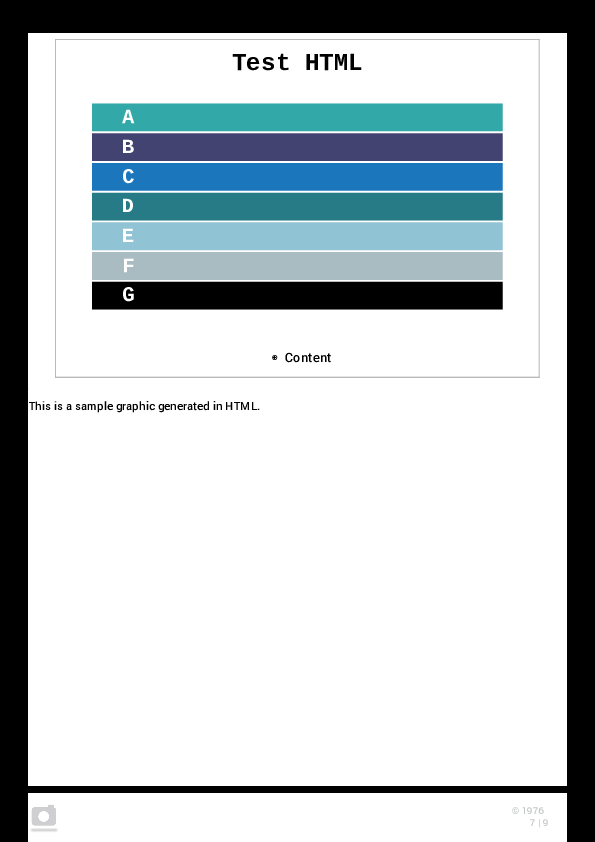 Test HTML
A
B
C
D
E
F
G
Content
This is a sample graphic generated in HTML.
© 1976
7 | 9